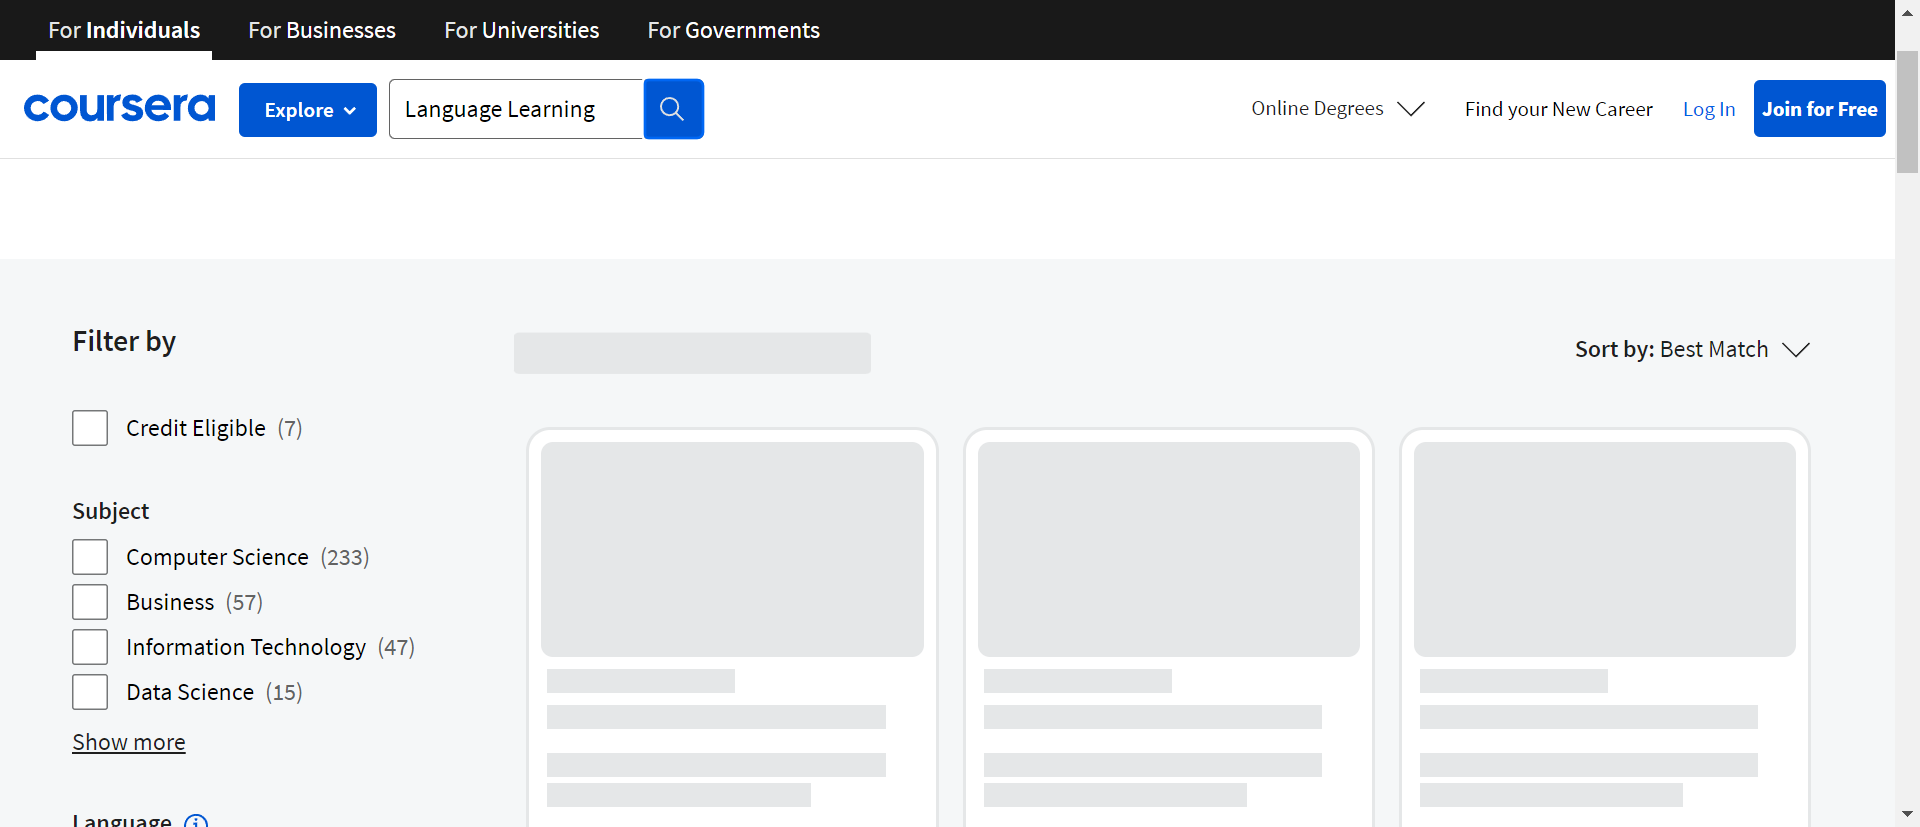 For Individuals
For Businesses
For Universities
For Governments
coursera
Explore
Language Learning
Online Degrees
Find your New Career
Log In
Join for Free
Filter by
Sort by: Best Match
Credit Eligible (7)
Subject
Computer Science (233)
Business (57)
Information Technology (47)
Data Science (15)
Show more
Language